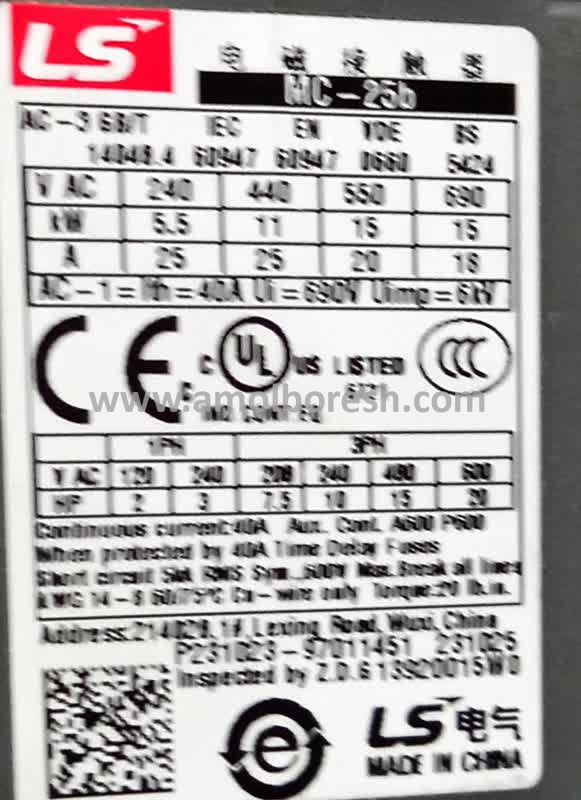 LS
电磁接触器
MC-25b
AC-3 GB/T IEC EN VDE BS
14048.4 60947 60947 0660 5424
V AC 240 440 550 690
kW 5.5 11 15 15
A 25 25 20 18
AC-1=Ith=40A Ui=690V Uimp=6kV
CE C UL US LISTED CCC
IND.CONT.EQ
www.amolboresh.com
1PH 3PH
V AC 120 240 208 240 480 600
HP 2 3 7.5 10 15 20
Continuous current:40A Aux. Cont. A600 P600
When protected by 40A Time Delay Fuses
Short circuit 5kA RMS Sym.,600V Max.Break all lines
AWG 14-8 60/75°C Cu-wire only Torque:20 lb.in.
Address:214028,1#,Lexing Road, Wuxi,China
P231023-97011451 231025
Inspected by Z.D.6 13920015W0
e
LS电气
MADE IN CHINA